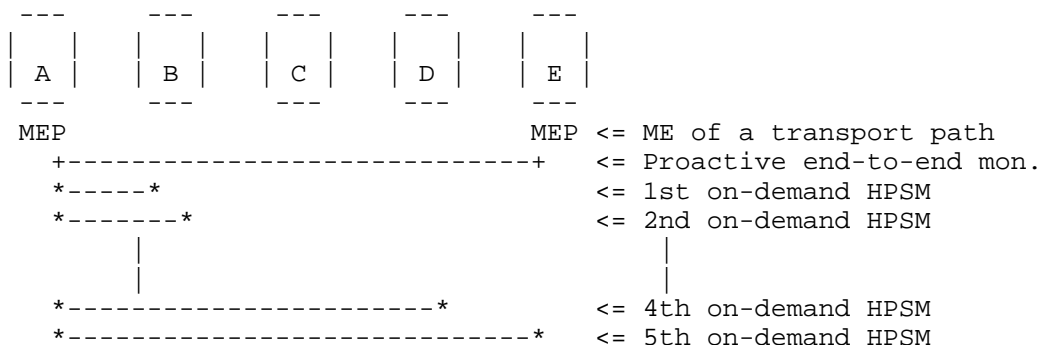 ---     ---     ---     ---     ---
|   |   |   |   |   |   |   |   |   |
| A |   | B |   | C |   | D |   | E |
 ---     ---     ---     ---     ---
 MEP                             MEP <= ME of a transport path
   +-----------------------------+   <= Proactive end-to-end mon.
   *-----*                           <= 1st on-demand HPSM
   *-------*                         <= 2nd on-demand HPSM
        |                                |
        |                                |
   *-----------------------*         <= 4th on-demand HPSM
   *-----------------------------*   <= 5th on-demand HPSM